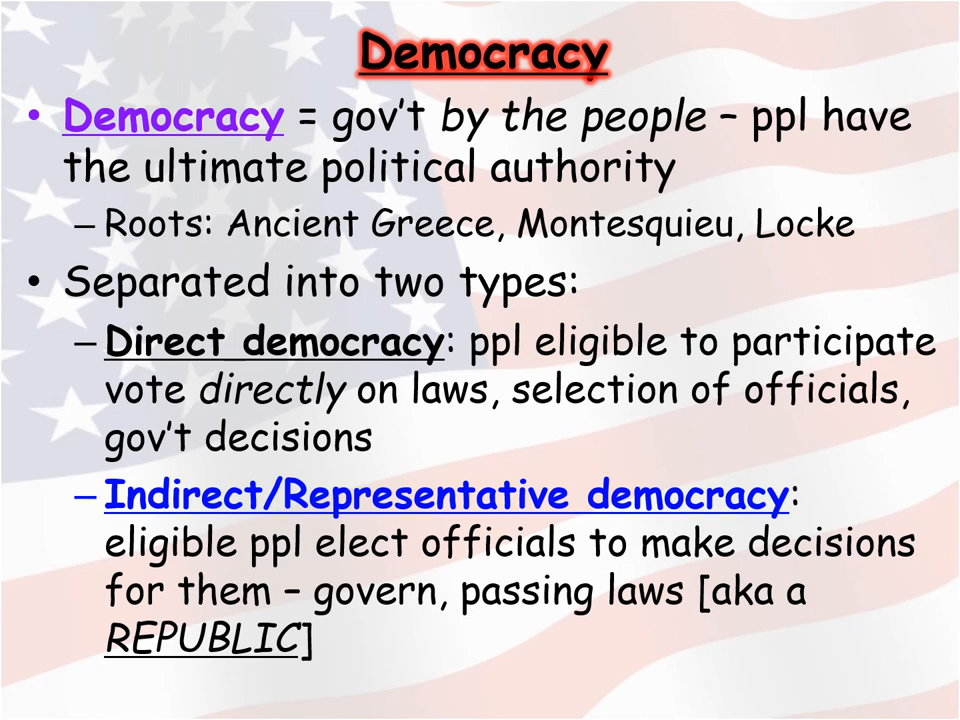 Democracy
• Democracy = gov’t by the people – ppl have
the ultimate political authority
– Roots: Ancient Greece, Montesquieu, Locke
• Separated into two types:
– Direct democracy: ppl eligible to participate
vote directly on laws, selection of officials,
gov’t decisions
– Indirect/Representative democracy:
eligible ppl elect officials to make decisions
for them – govern, passing laws [aka a
REPUBLIC]